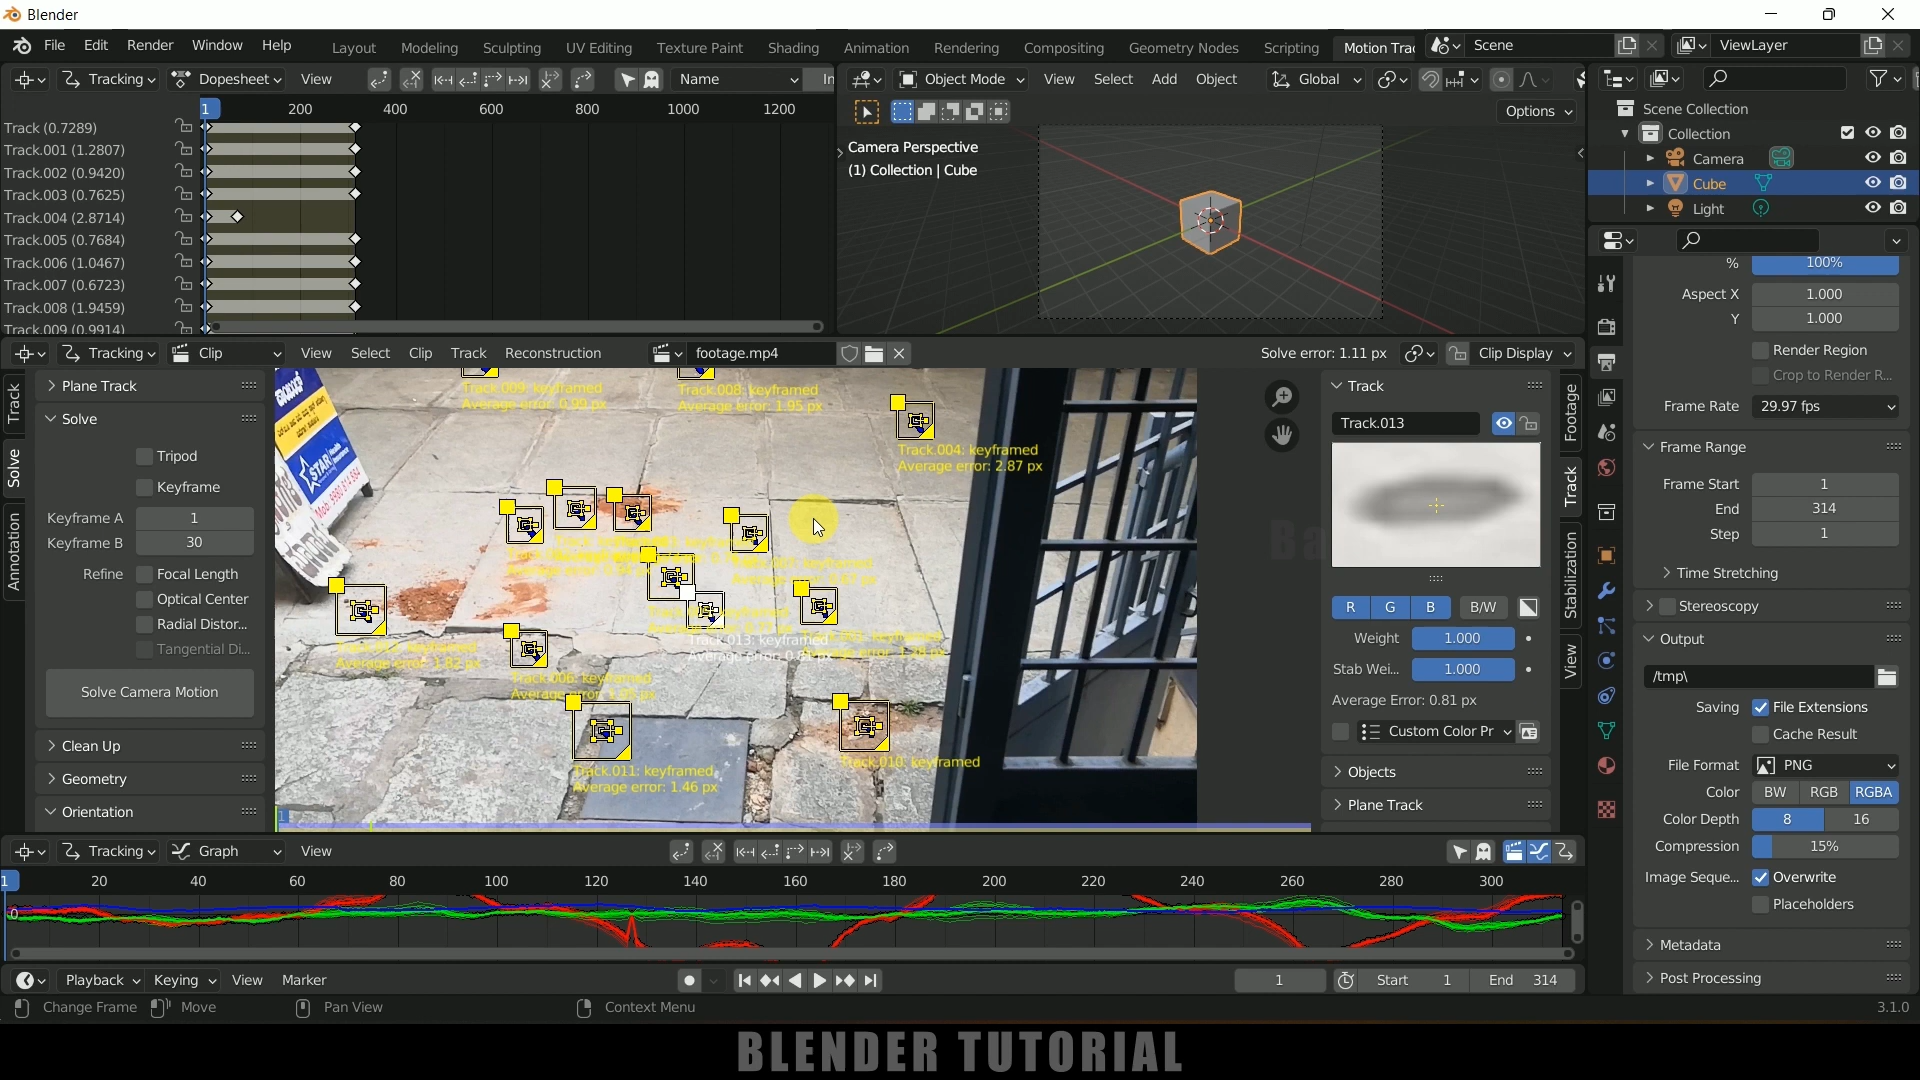 Blender
File Edit Render Window Help Layout Modeling Sculpting UV Editing Texture Paint Shading Animation Rendering Compositing Geometry Nodes Scripting Motion Trac Scene ViewLayer
Tracking Dopesheet View Name In
Object Mode View Select Add Object Global
1 200 400 600 800 1000 1200
Options
Track (0.7289)
Track.001 (1.2807)
Track.002 (0.9420)
Track.003 (0.7625)
Track.004 (2.8714)
Track.005 (0.7684)
Track.006 (1.0467)
Track.007 (0.6723)
Track.008 (1.9459)
Track.009 (0.9914)
Camera Perspective
(1) Collection | Cube
Scene Collection
Collection
Camera
Cube
Light
Tracking Clip View Select Clip Track Reconstruction footage.mp4 Solve error: 1.11 px Clip Display
Track
Solve
Annotation
Plane Track
Solve
Tripod
Keyframe
Keyframe A 1
Keyframe B 30
Refine Focal Length
Optical Center
Radial Distor...
Tangential Di...
Solve Camera Motion
Clean Up
Geometry
Orientation
Track.009: keyframed
Average error: 0.99 px
Track.008: keyframed
Average error: 1.95 px
Track.004: keyframed
Average error: 2.87 px
STAR
Track.013: keyframed
Track.006: keyframed
Track.011: keyframed
Average error: 1.46 px
Track.010: keyframed
Track
Track.013
R G B B/W
Weight 1.000
Stab Wei... 1.000
Average Error: 0.81 px
Custom Color Pr
Objects
Plane Track
Footage
Track
Stabilization
View
% 100%
Aspect X 1.000
Y 1.000
Render Region
Crop to Render R...
Frame Rate 29.97 fps
Frame Range
Frame Start 1
End 314
Step 1
Time Stretching
Stereoscopy
Output
/tmp\
Saving File Extensions
Cache Result
File Format PNG
Color BW RGB RGBA
Color Depth 8 16
Compression 15%
Image Seque... Overwrite
Placeholders
Metadata
Post Processing
Tracking Graph View
1 20 40 60 80 100 120 140 160 180 200 220 240 260 280 300
0
Playback Keying View Marker 1 Start 1 End 314
Change Frame Move Pan View Context Menu 3.1.0
BLENDER TUTORIAL